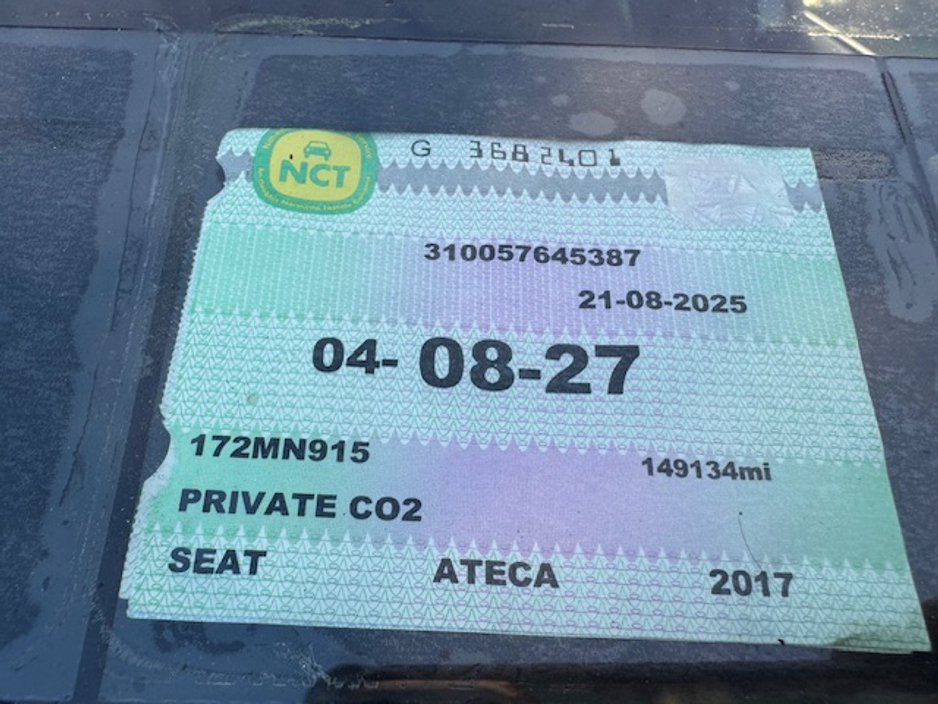 NCT
G 3682401
310057645387
21-08-2025
04-08-27
172MN915
149134mi
PRIVATE CO2
SEAT ATECA 2017